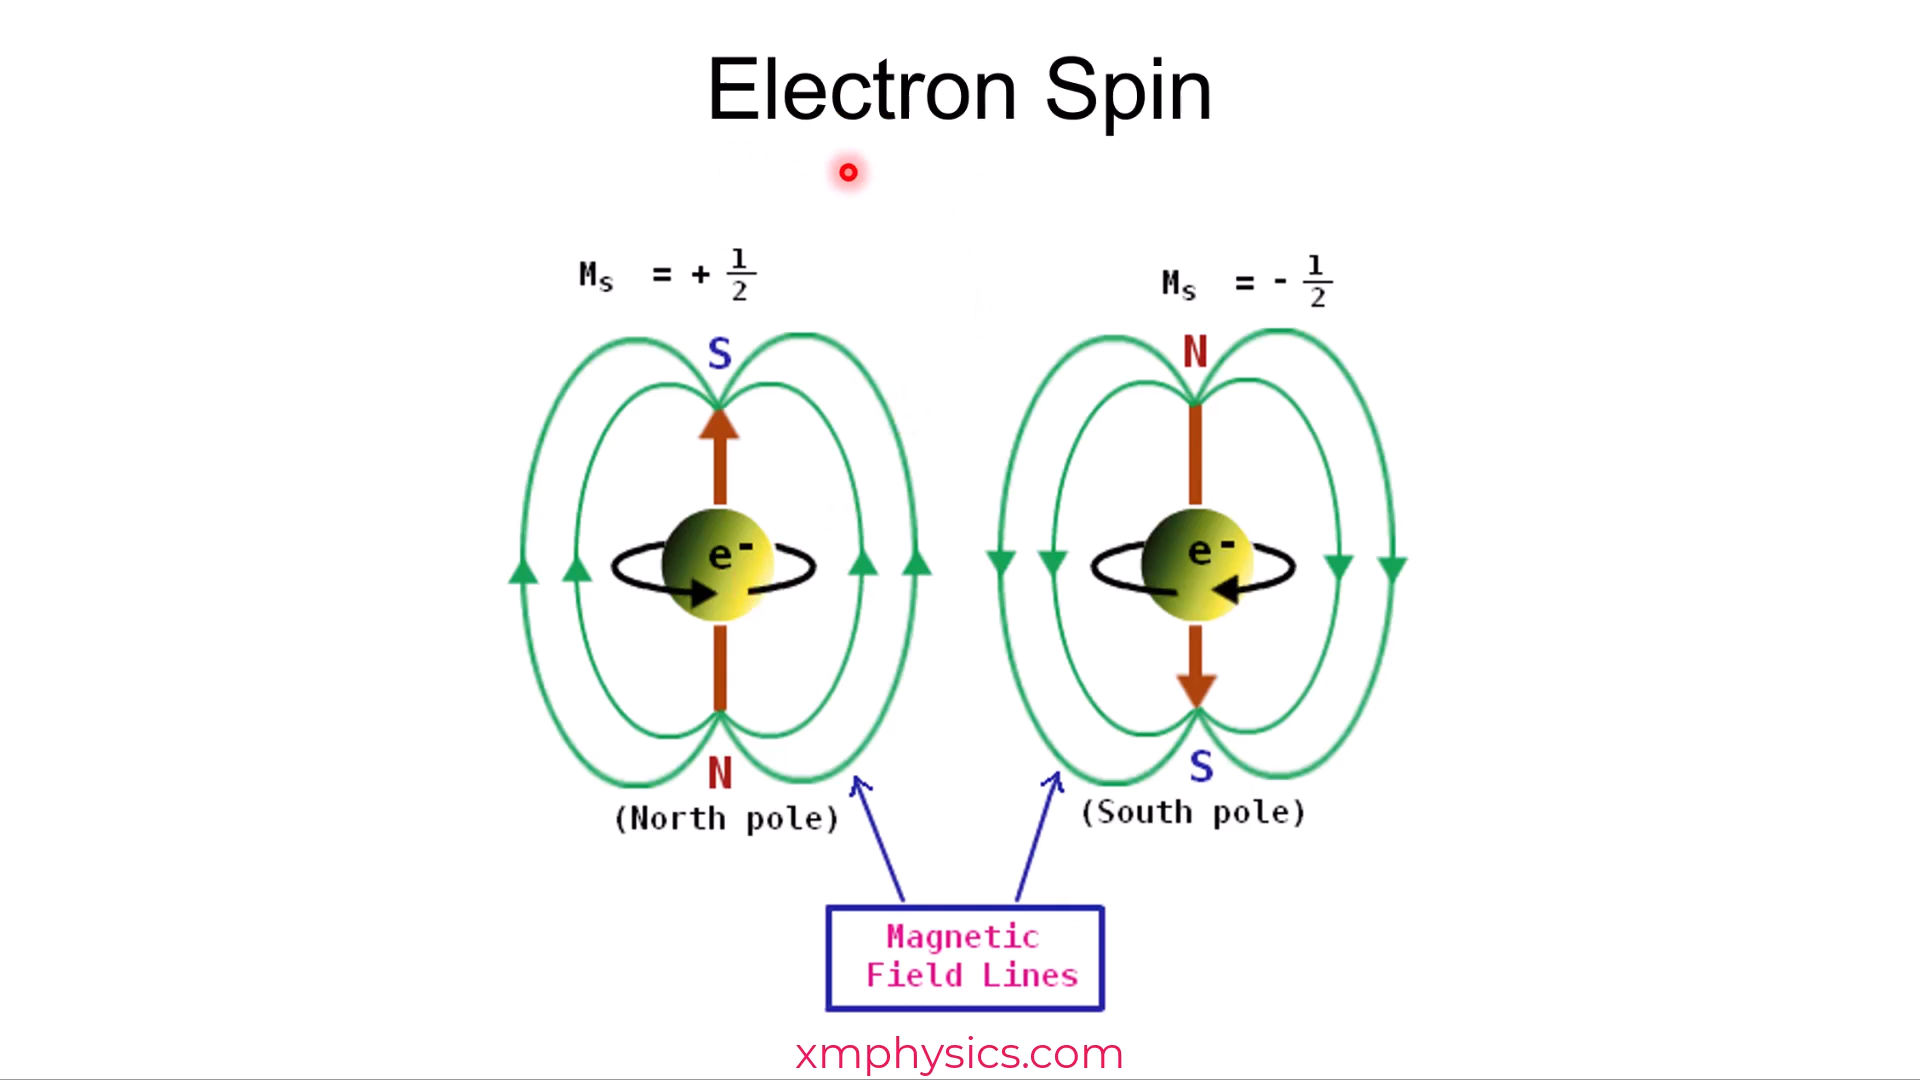 Electron Spin
Ms = + 1/2
Ms = - 1/2
S
N
e-
e-
N
(North pole)
S
(South pole)
Magnetic
Field Lines
xmphysics.com